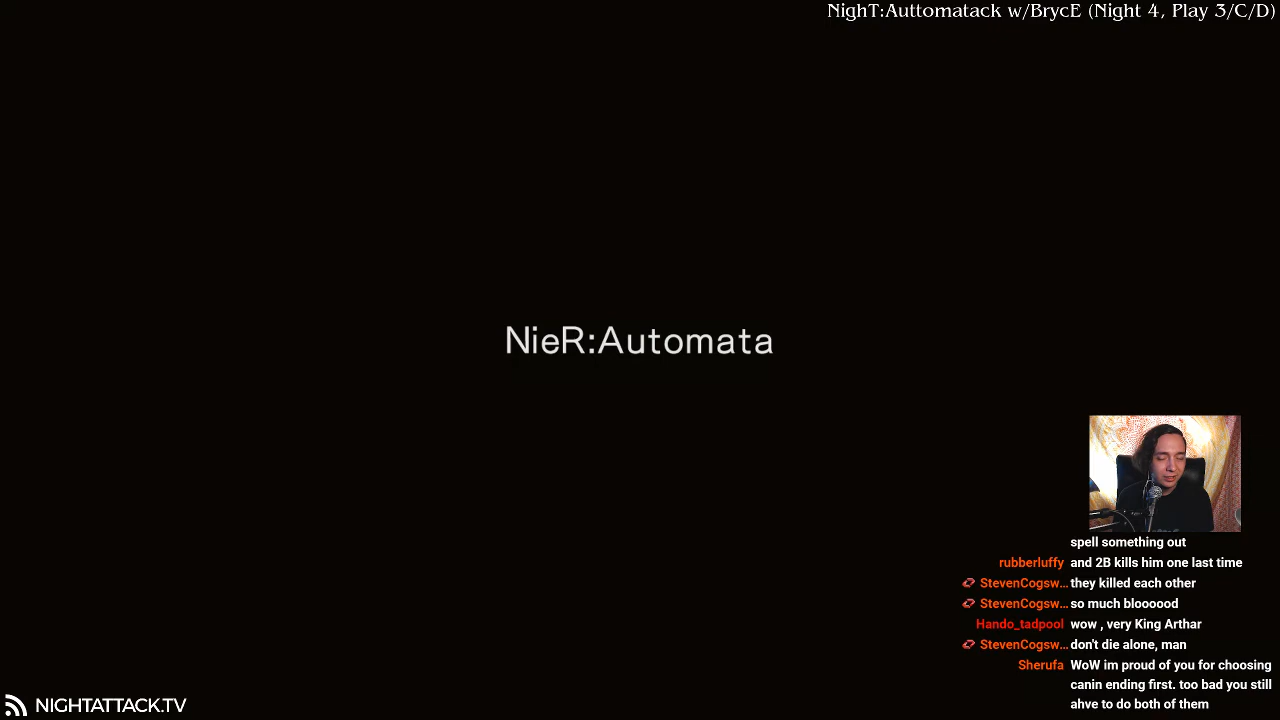 NighT:Auttomatack w/BrycE (Night 4, Play 3/C/D)
NieR:Automata
spell something out
rubberluffy and 2B kills him one last time
StevenCogsw... they killed each other
StevenCogsw... so much bloooood
Hando_tadpool wow , very King Arthar
StevenCogsw... don't die alone, man
Sherufa WoW im proud of you for choosing
canin ending first. too bad you still
ahve to do both of them
NIGHTATTACK.TV